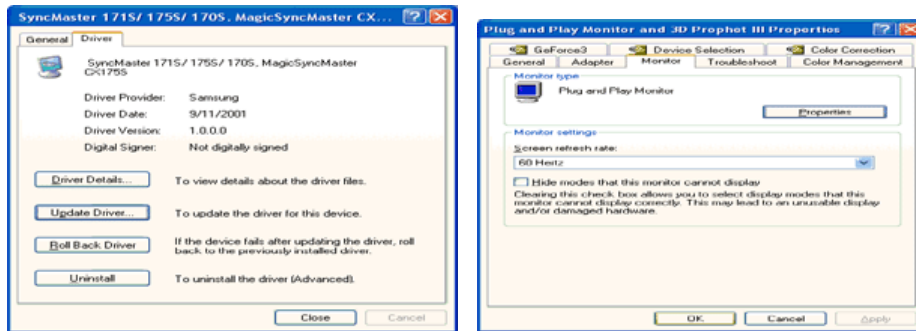 SyncMaster 171S/ 175S/ 170S, MagicSyncMaster CX...
General Driver
SyncMaster 171S/ 175S/ 170S, MagicSyncMaster
CX175S
Driver Provider: Samsung
Driver Date: 9/11/2001
Driver Version: 1.0.0.0
Digital Signer: Not digitally signed
Driver Details... To view details about the driver files.
Update Driver... To update the driver for this device.
Roll Back Driver If the device fails after updating the driver, roll
back to the previously installed driver.
Uninstall To uninstall the driver (Advanced).
Close Cancel
Plug and Play Monitor and 3D Prophet III Properties
GeForce3 Device Selection Color Correction
General Adapter Monitor Troubleshoot Color Management
Monitor type
Plug and Play Monitor
Properties
Monitor settings
Screen refresh rate:
60 Hertz
Hide modes that this monitor cannot display
Clearing this check box allows you to select display modes that this
monitor cannot display correctly. This may lead to an unusable display
and/or damaged hardware.
OK Cancel Apply